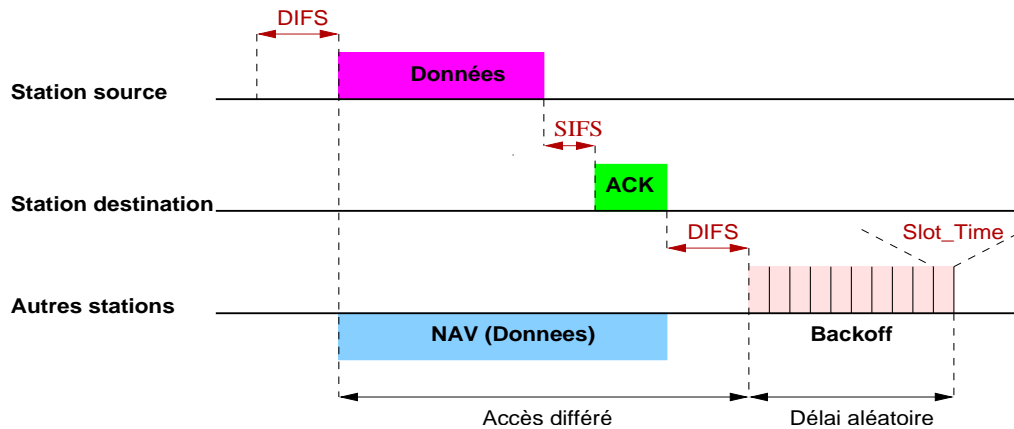 DIFS
Données
Station source
SIFS
ACK
Station destination
DIFS
Slot_Time
Autres stations
NAV (Donnees)
Backoff
Accès différé
Délai aléatoire